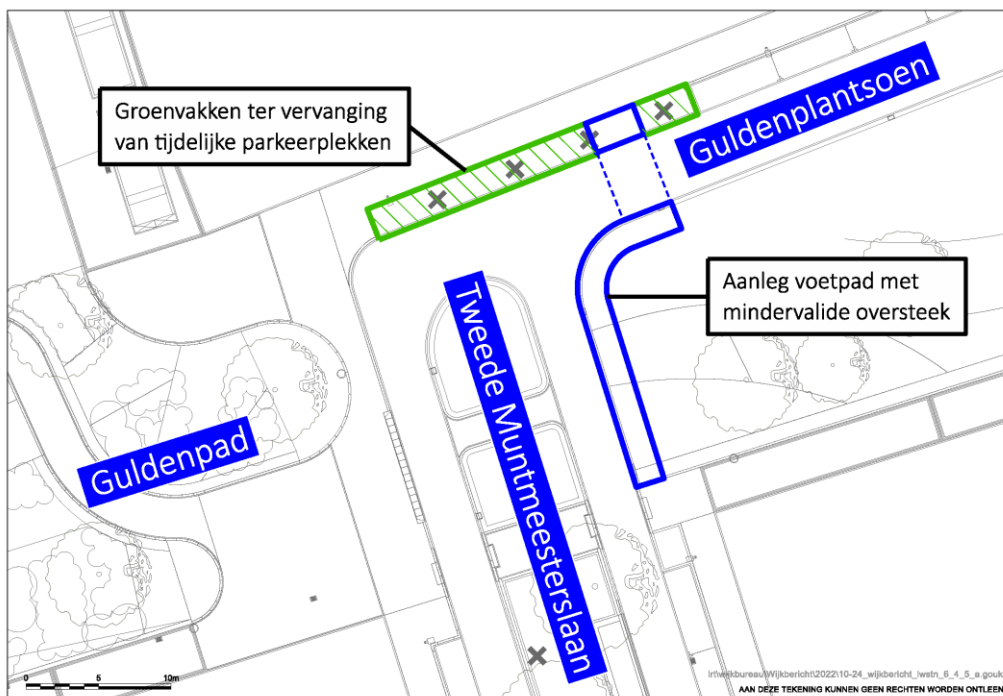 Groenvakken ter vervanging
van tijdelijke parkeerplekken
Guldenplantsoen
Aanleg voetpad met
mindervalide oversteek
Tweede Muntmeesterslaan
Guldenpad
0 5 10m
AAN DEZE TEKENING KUNNEN GEEN RECHTEN WORDEN ONTLEEN